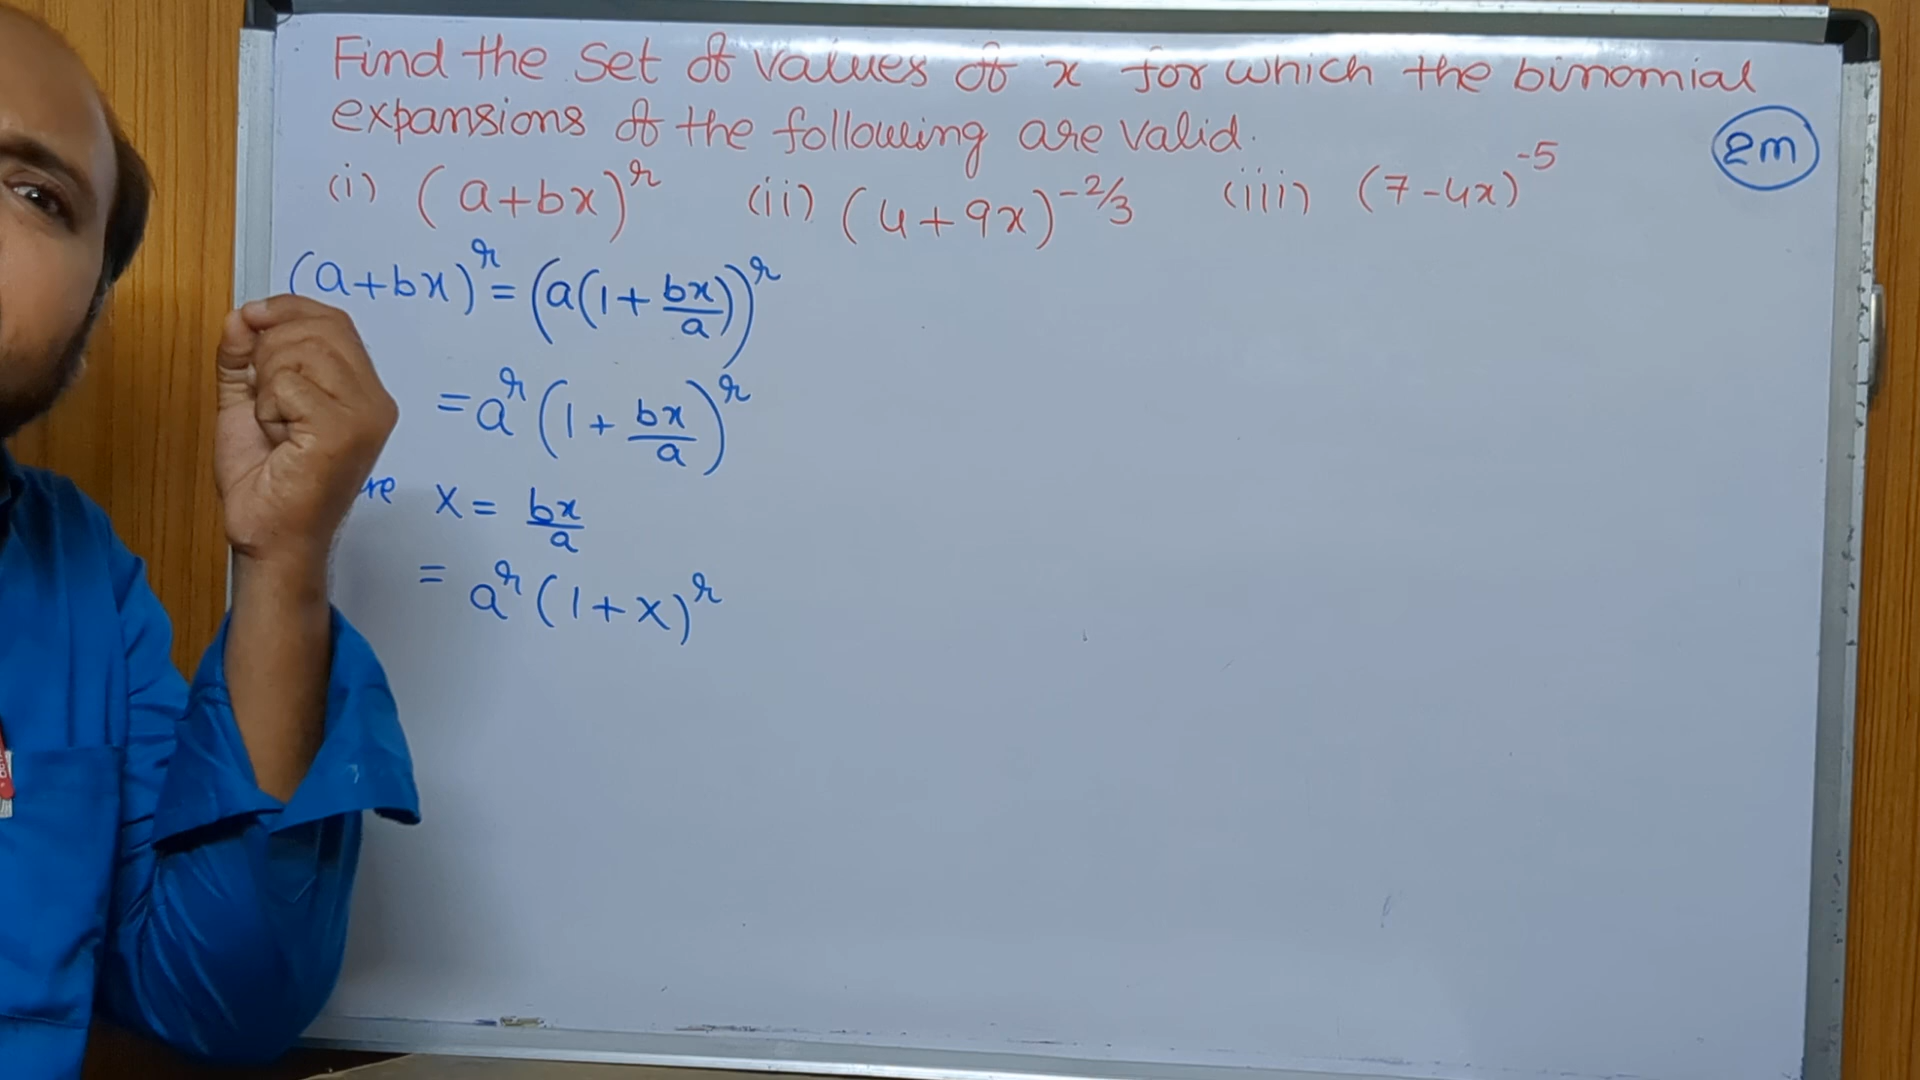 Find the set of values of x for which the binomial
expansions of the following are valid.
2m
(i) (a+bx)^r (ii) (4+9x)^-2/3 (iii) (7-4x)^-5
(a+bx)^r = (a(1+bx/a))^r
= a^r (1+bx/a)^r
x = bx/a
= a^r (1+x)^r